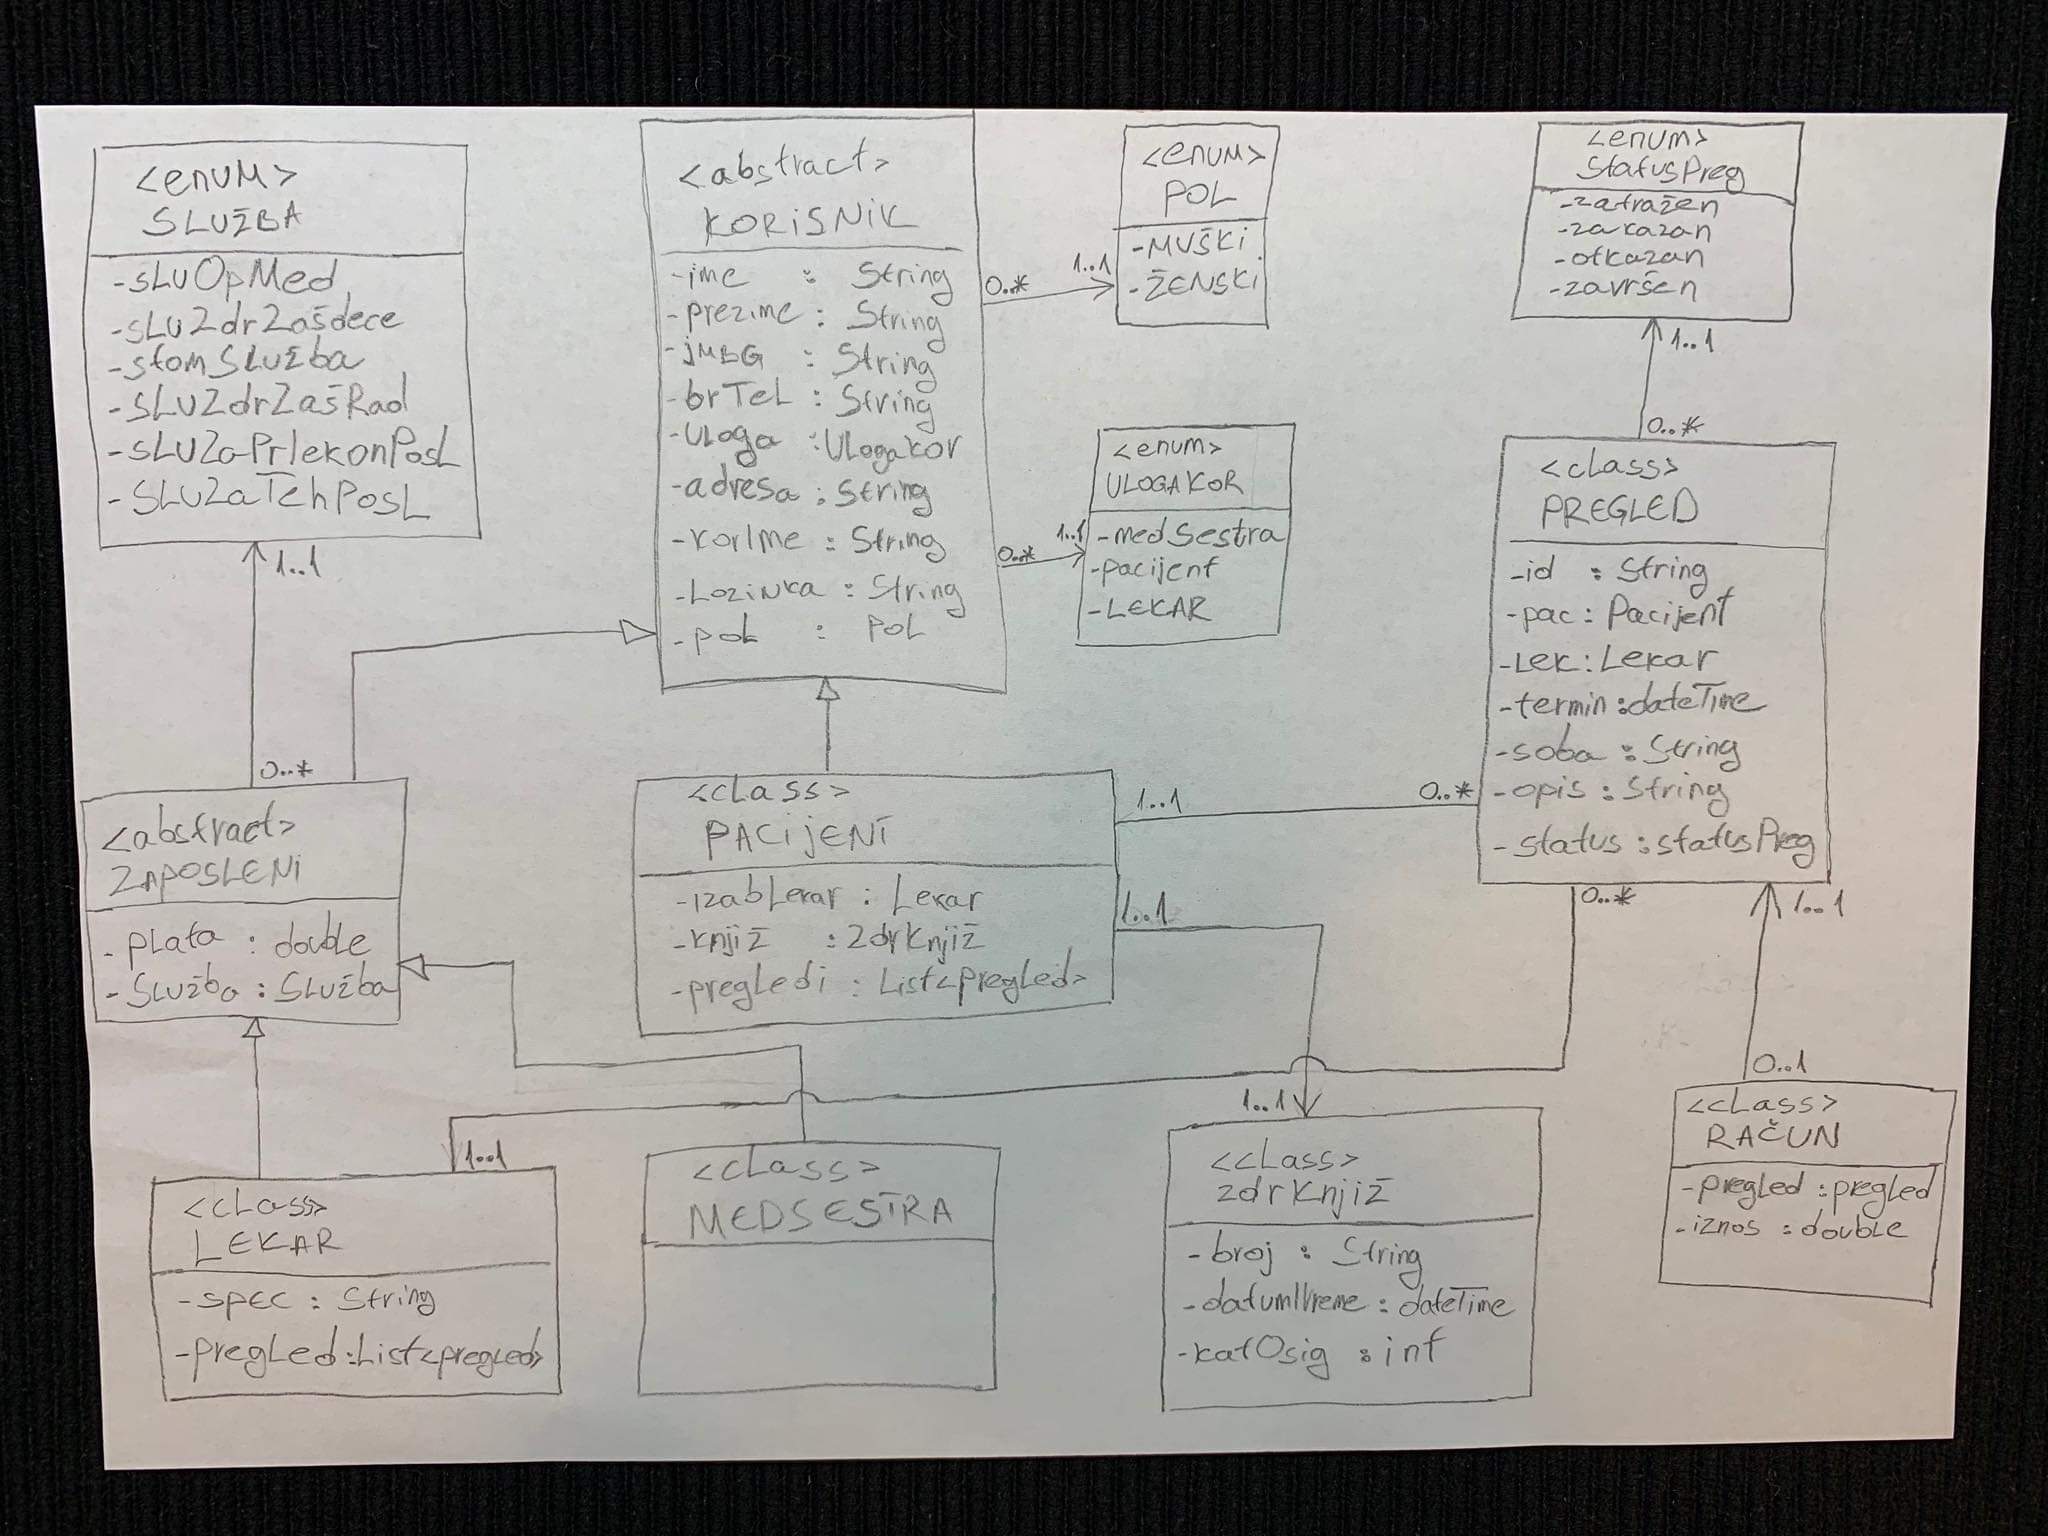 <enum>
SLUŽBA
-sLuOpMed
-sLuZdrZašdece
-stomSLužba
-sLuZdrZašRad
-sLuZaPrIekonPosL
-SLuZaTehPosL
<abstract>
KORiSNiK
-ime : String
-prezime : String
-jMBG : String
-brTeL : String
-uLoga : ULogaKor
-adresa : String
-KorIme : String
-Lozinka : String
-poL : PoL
0..*
1..1
0..*
1..1
<enum>
POL
-MUŠKi
-ŽENSKi
<enum>
ULOGAKOR
-medSestra
-pacijent
-LEKAR
<enum>
StatusPreg
-zatražen
-zakazan
-otkazan
-završen
1..1
0..*
<class>
PREGLED
-id : String
-pac : Pacijent
-Lek : Lekar
-termin : dateTime
-soba : String
-opis : String
-status : statusPreg
1..1
0..*
<abstract>
ZAPOSLENi
-pLata : double
-SLužba : SLužba
<class>
PACijENT
-izabLekar : Lekar
-knjiž : ZdrKnjiž
-pregLedi : List<pregLed>
1..1
0..*
1..1
1..1
0..*
1..1
1..1
0..1
<class>
LEKAR
-spec : String
-pregLed : List<pregLed>
<class>
MEDSESTRA
<class>
ZdrKnjiž
-broj : String
-datumIVreme : dateTime
-katOsig : int
<class>
RAČUN
-pregled : pregled
-iznos : double